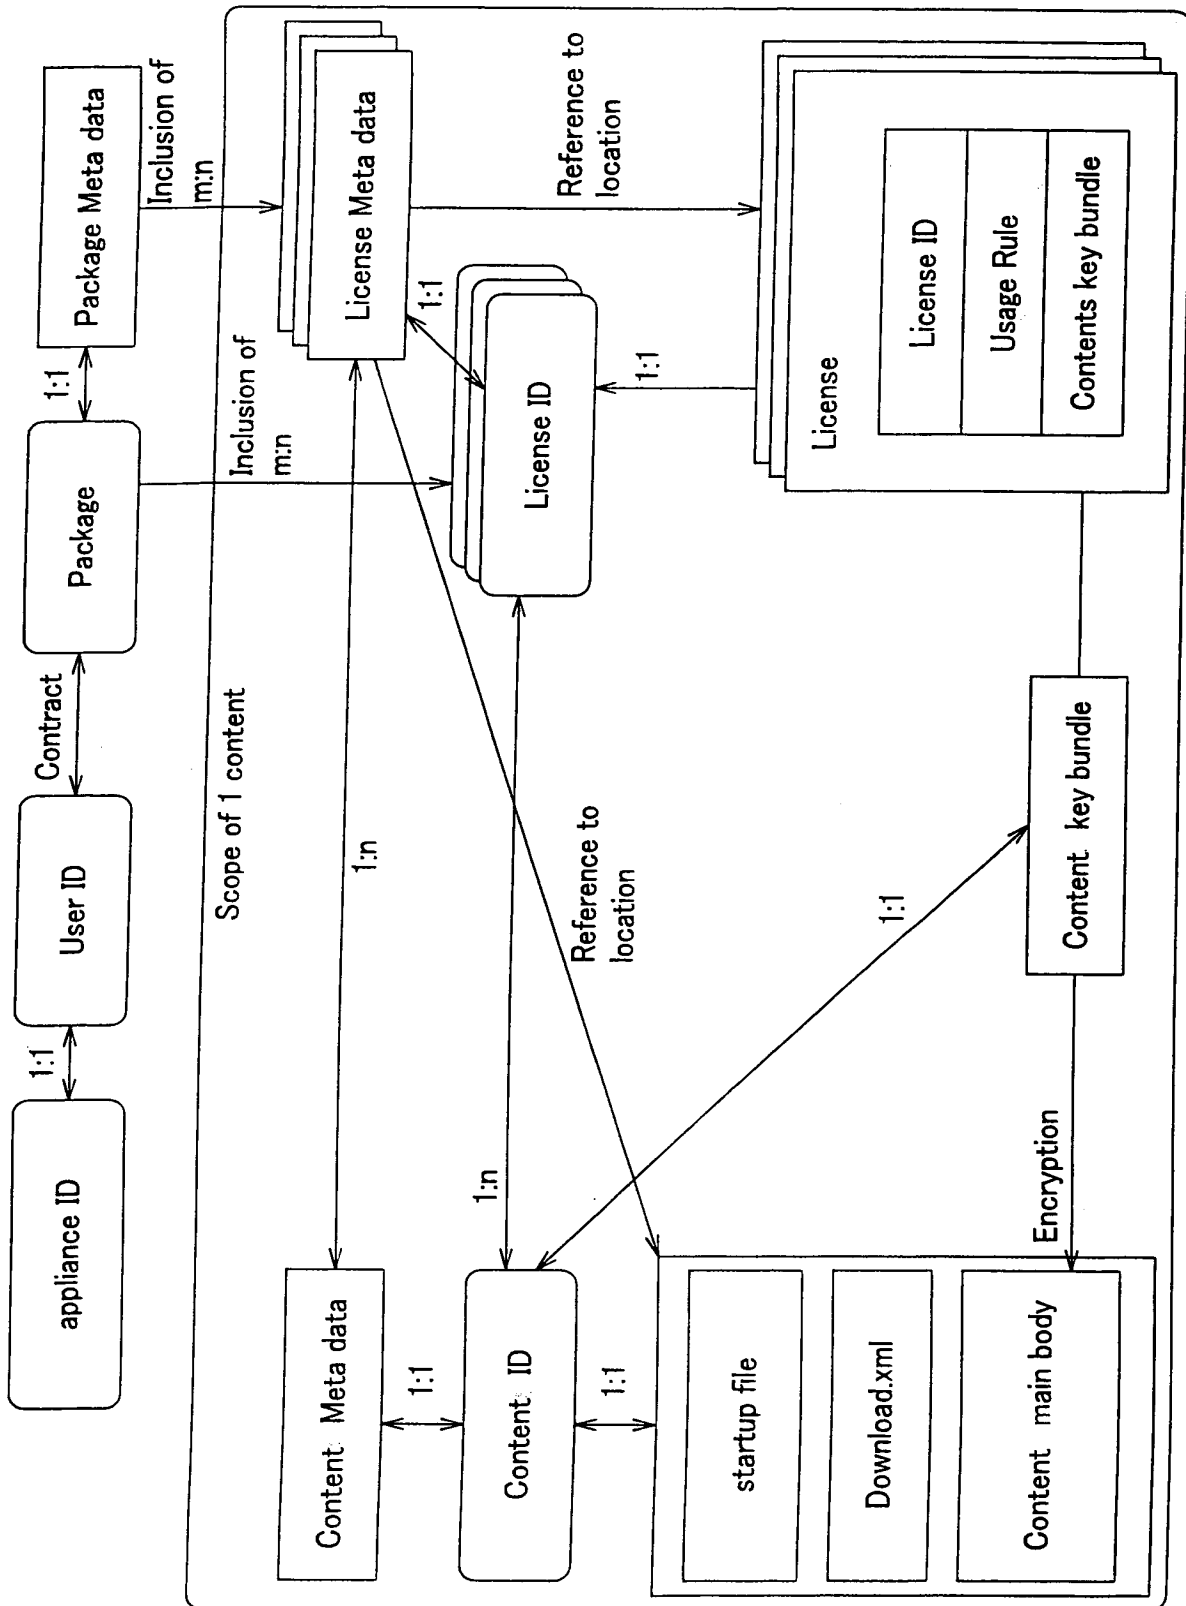 appliance ID
1:1
User ID
Contract
Package
1:1
Package Meta data
Inclusion of
m:n
Inclusion of
m:n
Scope of 1 content
Content Meta data
1:n
License Meta data
1:1
1:1
Content ID
1:n
License ID
1:1
Reference to
location
Reference to
location
1:1
1:1
startup file
Download.xml
Content main body
Encryption
Content key bundle
License
License ID
Usage Rule
Contents key bundle